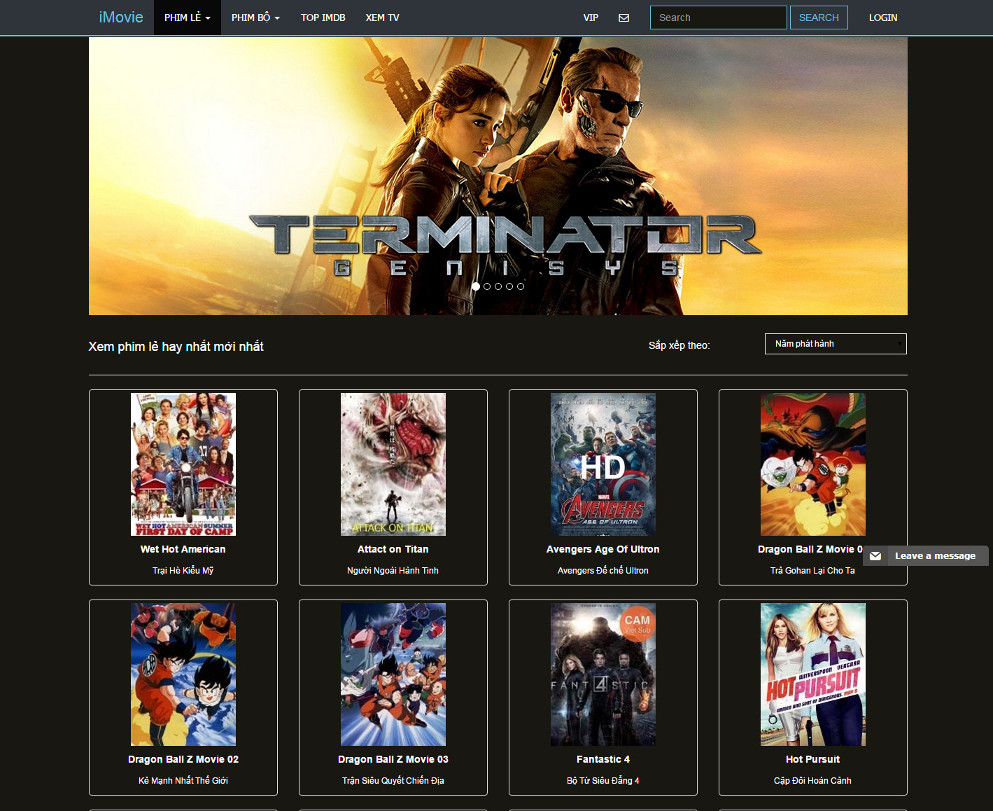 iMovie
PHIM LẺ
PHIM BỘ
TOP IMDB
XEM TV
VIP
Search
SEARCH
LOGIN
TERMINATOR
GENISYS
Xem phim lẻ hay nhất mới nhất
Sắp xếp theo:
Năm phát hành
WET HOT AMERICAN SUMMER
FIRST DAY OF CAMP
ATTACK ON TITAN
HD
MARVEL
AVENGERS
AGE OF ULTRON
Wet Hot American
Attact on Titan
Avengers Age Of Ultron
Dragon Ball Z Movie 0
Trại Hè Kiểu Mỹ
Người Ngoài Hành Tinh
Avengers Đế chế Ultron
Trả Gohan Lại Cho Ta
Leave a message
CAM
Việt Sub
FANT4STIC
WITHERSPOON VERGARA
HOT PURSUIT
Dragon Ball Z Movie 02
Dragon Ball Z Movie 03
Fantastic 4
Hot Pursuit
Kẻ Mạnh Nhất Thế Giới
Trận Siêu Quyết Chiến Địa
Bộ Tứ Siêu Đẳng 4
Cặp Đôi Hoàn Cảnh